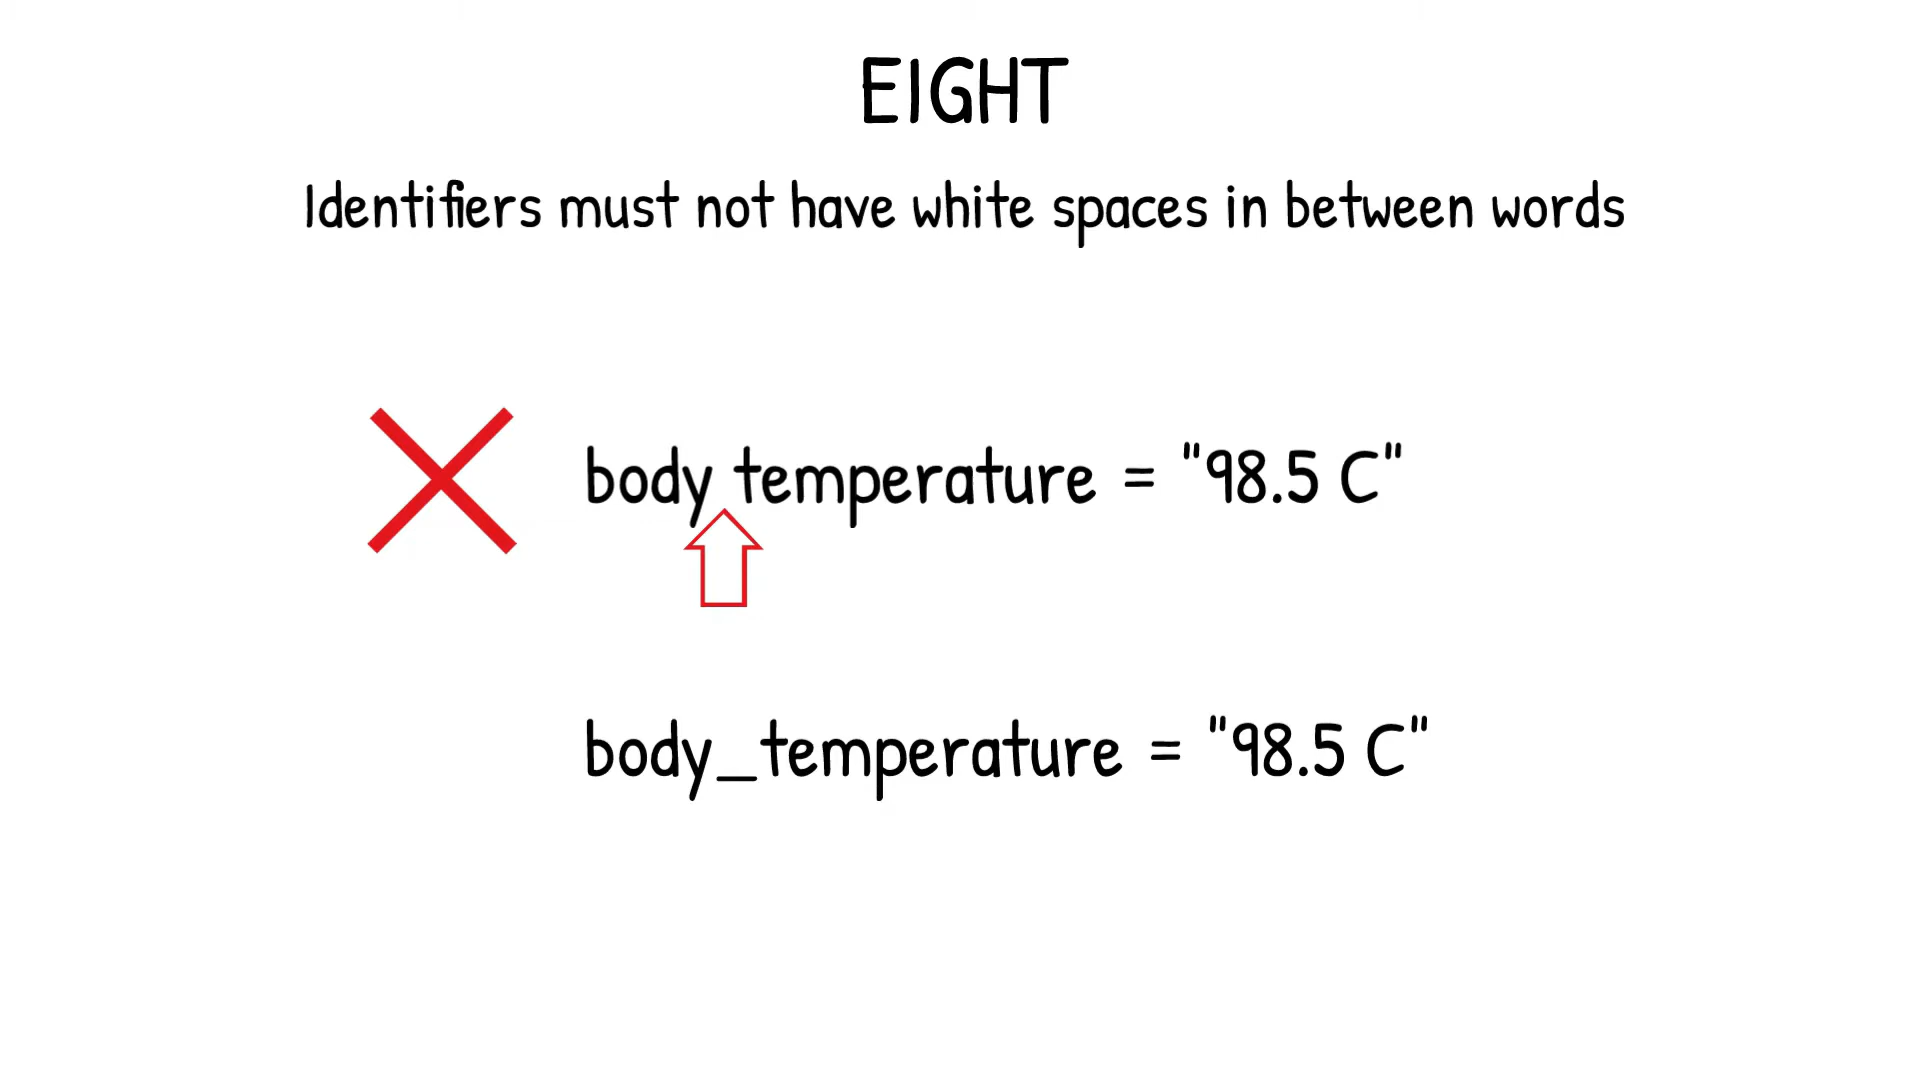 EIGHT
Identifiers must not have white spaces in between words
body temperature = "98.5 C"
body_temperature = "98.5 C"